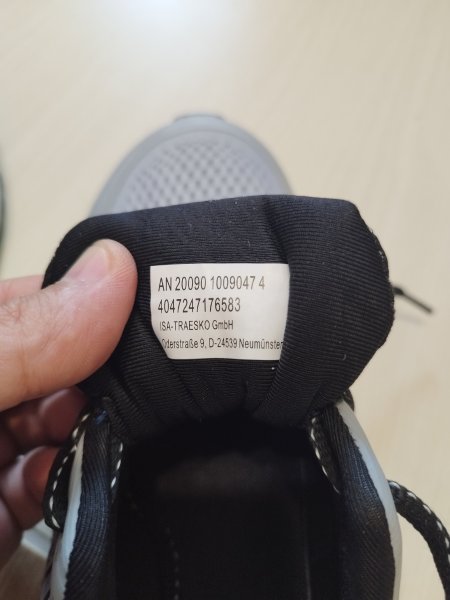 AN 20090 1009047 4
4047247176583
ISA-TRAESKO GmbH
Oderstraße 9, D-24539 Neumünster